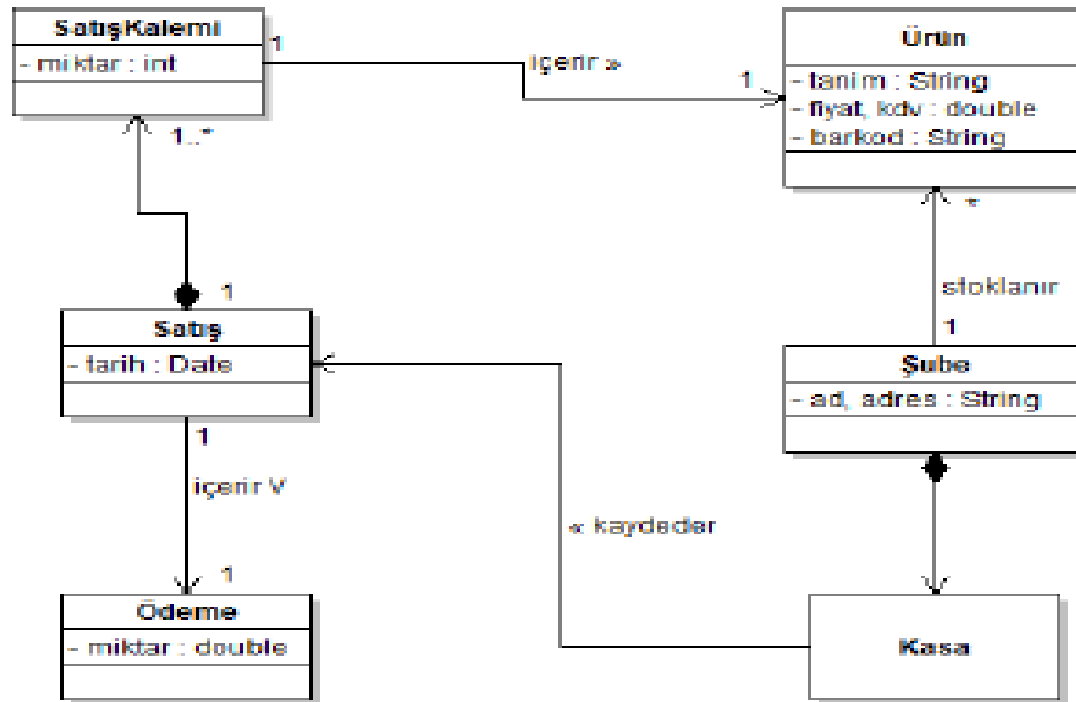 SatışKalemi
- miktar : int
1
içerir »
1
Ürün
- tanim : String
- fiyat, kdv : double
- barkod : String
1..*
*
stoklanır
1
1
Satış
- tarih : Date
Şube
- ad, adres : String
1
içerir V
« kaydeder
1
Ödeme
- miktar : double
Kasa